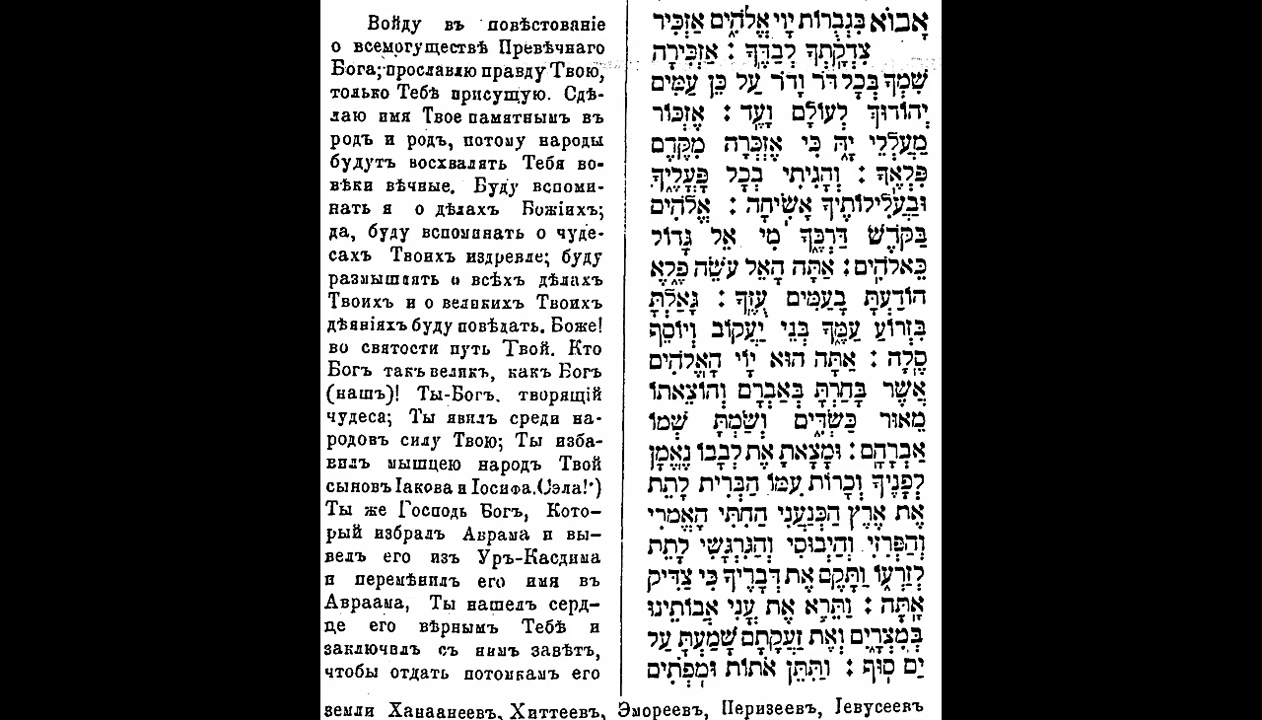 Войду въ повѣстованіе
о всемогуществѣ Превѣчнаго
Бога; прославлю правду Твою,
только Тебѣ присущую. Сдѣ-
лаю имя Твое памятнымъ въ
родъ и родъ, потому народы
будутъ восхвалять Тебя во-
вѣки вѣчные. Буду вспоми-
нать я о дѣлахъ Божіихъ;
да, буду вспоминать о чуде-
сахъ Твоихъ издревле; буду
размышлять о всѣхъ дѣлахъ
Твоихъ и о великихъ Твоихъ
дѣяніяхъ буду повѣдать. Боже!
во святости путь Твой. Кто
Богъ такъ великъ, какъ Богъ
(нашъ)! Ты-Богъ, творящій
чудеса; Ты явилъ среди на-
родовъ силу Твою; Ты изба-
вилъ мышцею народъ Твой
сыновъ Іакова и Іосифа. (Сэла!*)
Ты же Господь Богъ, Кото-
рый избралъ Аврама и вы-
велъ его изъ Уръ-Касдима
и перемѣнилъ его имя въ
Авраама, Ты нашелъ серд-
це его вѣрнымъ Тебѣ и
заключилъ съ нимъ завѣтъ,
чтобы отдать потомкамъ его
земли Ханаанеевъ, Хиттеевъ, Эмореевъ, Перизеевъ, Іевусеевъ
אָבוֹא בִּגְבֻרוֹת יְוָי אֱלֹהִים אַזְכִּיר
צִדְקָתְךָ לְבַדֶּךָ : אַזְכִּירָה
שִׁמְךָ בְּכָל דֹּר וָדֹר עַל כֵּן עַמִּים
יְהוֹדוּךָ לְעוֹלָם וָעֶד : אֶזְכּוֹר
מַעַלְלֵי יָהּ כִּי אֶזְכְּרָה מִקֶּדֶם
פִּלְאֶךָ : וְהָגִיתִי בְכָל פָּעֳלֶיךָ
וּבַעֲלִילוֹתֶיךָ אָשִׂיחָה : אֱלֹהִים
בַּקֹּדֶשׁ דַּרְכֶּךָ מִי אֵל גָּדוֹל
כֵּאלֹהִים : אַתָּה הָאֵל עֹשֵׂה פֶלֶא
הוֹדַעְתָּ בָעַמִּים עֻזֶּךָ : גָּאַלְתָּ
בִּזְרוֹעַ עַמֶּךָ בְּנֵי יַעֲקוֹב וְיוֹסֵף
סֶלָה : אַתָּה הוּא יְוָי הָאֱלֹהִים
אֲשֶׁר בָּחַרְתָּ בְּאַבְרָם וְהוֹצֵאתוֹ
מֵאוּר כַּשְׂדִּים וְשַׂמְתָּ שְׁמוֹ
אַבְרָהָם : וּמָצָאתָ אֶת לְבָבוֹ נֶאֱמָן
לְפָנֶיךָ וְכָרוֹת עִמּוֹ הַבְּרִית לָתֵת
אֶת אֶרֶץ הַכְּנַעֲנִי הַחִתִּי הָאֱמֹרִי
וְהַפְּרִזִּי וְהַיְבוּסִי וְהַגִּרְגָּשִׁי לָתֵת
לְזַרְעוֹ וַתָּקֶם אֶת דְּבָרֶיךָ כִּי צַדִּיק
אָתָּה : וַתֵּרֶא אֶת עֳנִי אֲבוֹתֵינוּ
בְּמִצְרָיִם וְאֶת זַעֲקָתָם שָׁמַעְתָּ עַל
יַם סוּף : וַתִּתֵּן אֹתוֹת וּמֹפְתִים